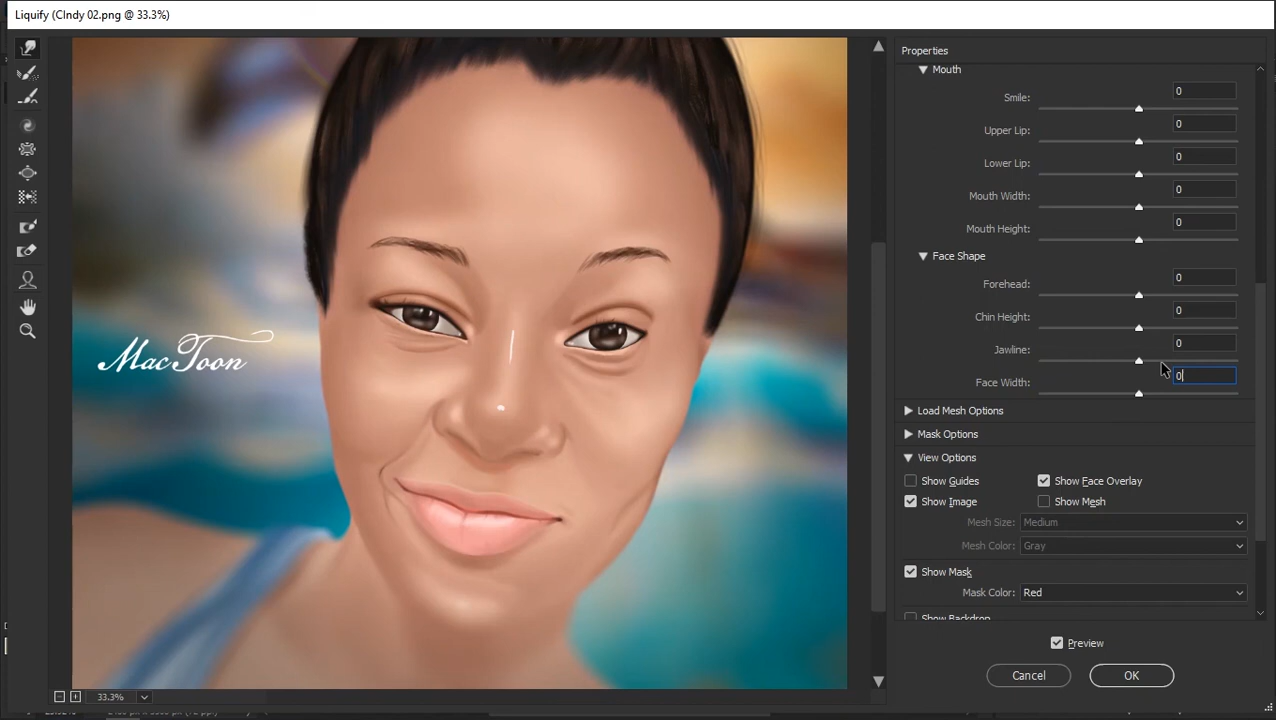 Liquify (CIndy 02.png @ 33.3%)
Properties
Mouth
Smile: 0
Upper Lip: 0
Lower Lip: 0
Mouth Width: 0
Mouth Height: 0
Face Shape
Forehead: 0
Chin Height: 0
Jawline: 0
Face Width: 0
Load Mesh Options
Mask Options
View Options
Show Guides Show Face Overlay
Show Image Show Mesh
Mesh Size: Medium
Mesh Color: Gray
Show Mask
Mask Color: Red
Show Backdrop
Preview
Cancel OK
MacToon
33.3%